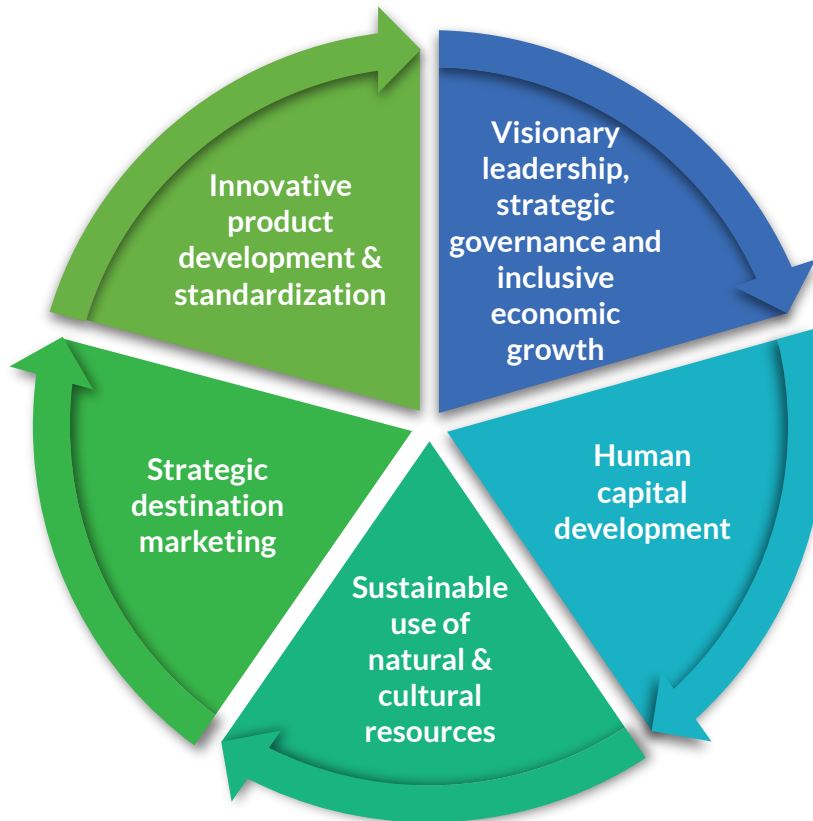 Visionary
leadership,
strategic
governance and
inclusive
economic
growth
Human
capital
development
Sustainable
use of
natural &
cultural
resources
Strategic
destination
marketing
Innovative
product
development &
standardization